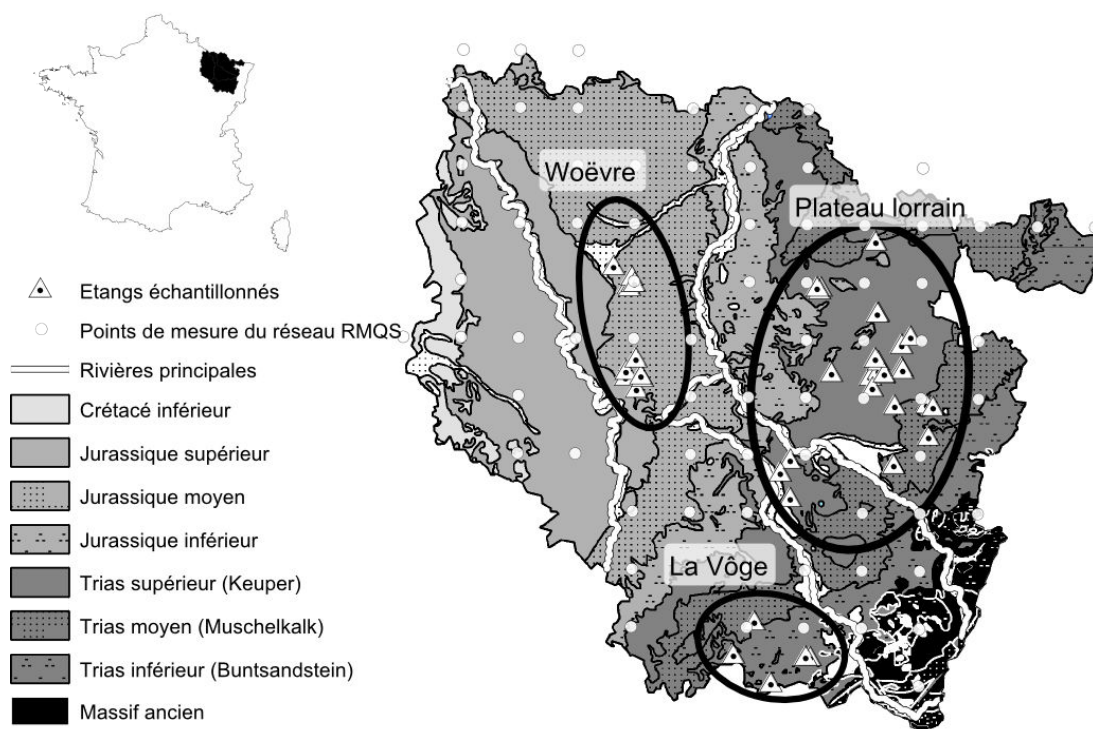 Woëvre
Plateau lorrain
La Vôge
Etangs échantillonnés
Points de mesure du réseau RMQS
Rivières principales
Crétacé inférieur
Jurassique supérieur
Jurassique moyen
Jurassique inférieur
Trias supérieur (Keuper)
Trias moyen (Muschelkalk)
Trias inférieur (Buntsandstein)
Massif ancien